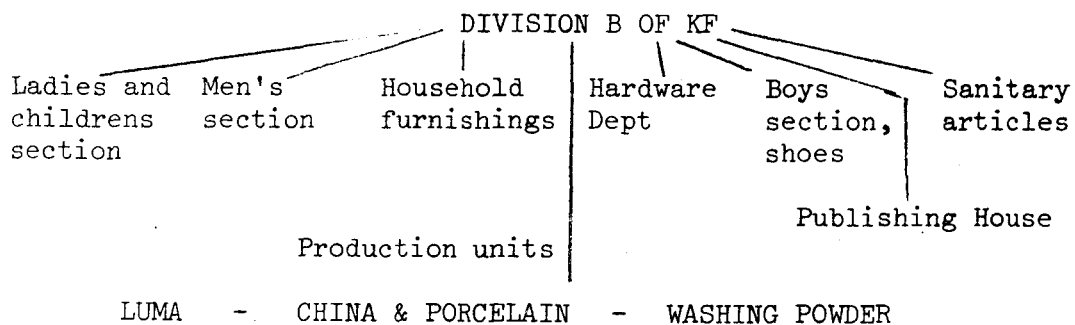 DIVISION B OF KF
Ladies and childrens section
Men's section
Household furnishings
Hardware Dept
Boys section, shoes
Sanitary articles
Publishing House
Production units
LUMA - CHINA & PORCELAIN - WASHING POWDER